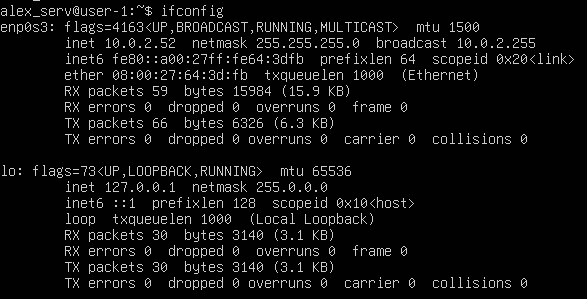 alex_serv@user-1:~$ ifconfig
enp0s3: flags=4163<UP,BROADCAST,RUNNING,MULTICAST>  mtu 1500
        inet 10.0.2.52  netmask 255.255.255.0  broadcast 10.0.2.255
        inet6 fe80::a00:27ff:fe64:3dfb  prefixlen 64  scopeid 0x20<link>
        ether 08:00:27:64:3d:fb  txqueuelen 1000  (Ethernet)
        RX packets 59  bytes 15984 (15.9 KB)
        RX errors 0  dropped 0  overruns 0  frame 0
        TX packets 66  bytes 6326 (6.3 KB)
        TX errors 0  dropped 0 overruns 0  carrier 0  collisions 0

lo: flags=73<UP,LOOPBACK,RUNNING>  mtu 65536
        inet 127.0.0.1  netmask 255.0.0.0
        inet6 ::1  prefixlen 128  scopeid 0x10<host>
        loop  txqueuelen 1000  (Local Loopback)
        RX packets 30  bytes 3140 (3.1 KB)
        RX errors 0  dropped 0  overruns 0  frame 0
        TX packets 30  bytes 3140 (3.1 KB)
        TX errors 0  dropped 0 overruns 0  carrier 0  collisions 0